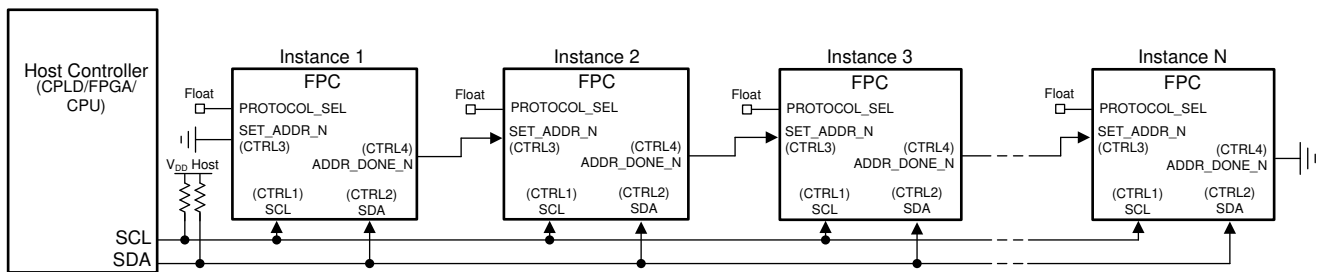 Host Controller
(CPLD/FPGA/
CPU)
SCL
SDA
V_DD Host
Instance 1
FPC
Float
PROTOCOL_SEL
SET_ADDR_N
(CTRL3)
(CTRL4)
ADDR_DONE_N
(CTRL1)
SCL
(CTRL2)
SDA
Instance 2
FPC
Float
PROTOCOL_SEL
SET_ADDR_N
(CTRL3)
(CTRL4)
ADDR_DONE_N
(CTRL1)
SCL
(CTRL2)
SDA
Instance 3
FPC
Float
PROTOCOL_SEL
SET_ADDR_N
(CTRL3)
(CTRL4)
ADDR_DONE_N
(CTRL1)
SCL
(CTRL2)
SDA
Instance N
FPC
Float
PROTOCOL_SEL
SET_ADDR_N
(CTRL3)
(CTRL4)
ADDR_DONE_N
(CTRL1)
SCL
(CTRL2)
SDA